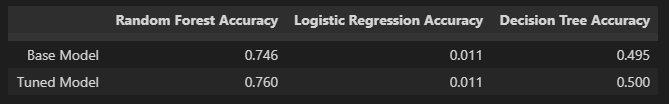 Random Forest Accuracy Logistic Regression Accuracy Decision Tree Accuracy
Base Model 0.746 0.011 0.495
Tuned Model 0.760 0.011 0.500